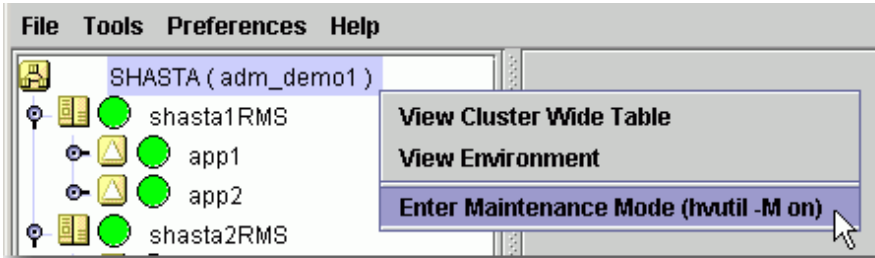 File Tools Preferences Help
SHASTA ( adm_demo1 )
shasta1RMS
View Cluster Wide Table
app1
View Environment
app2
Enter Maintenance Mode (hvutil -M on)
shasta2RMS